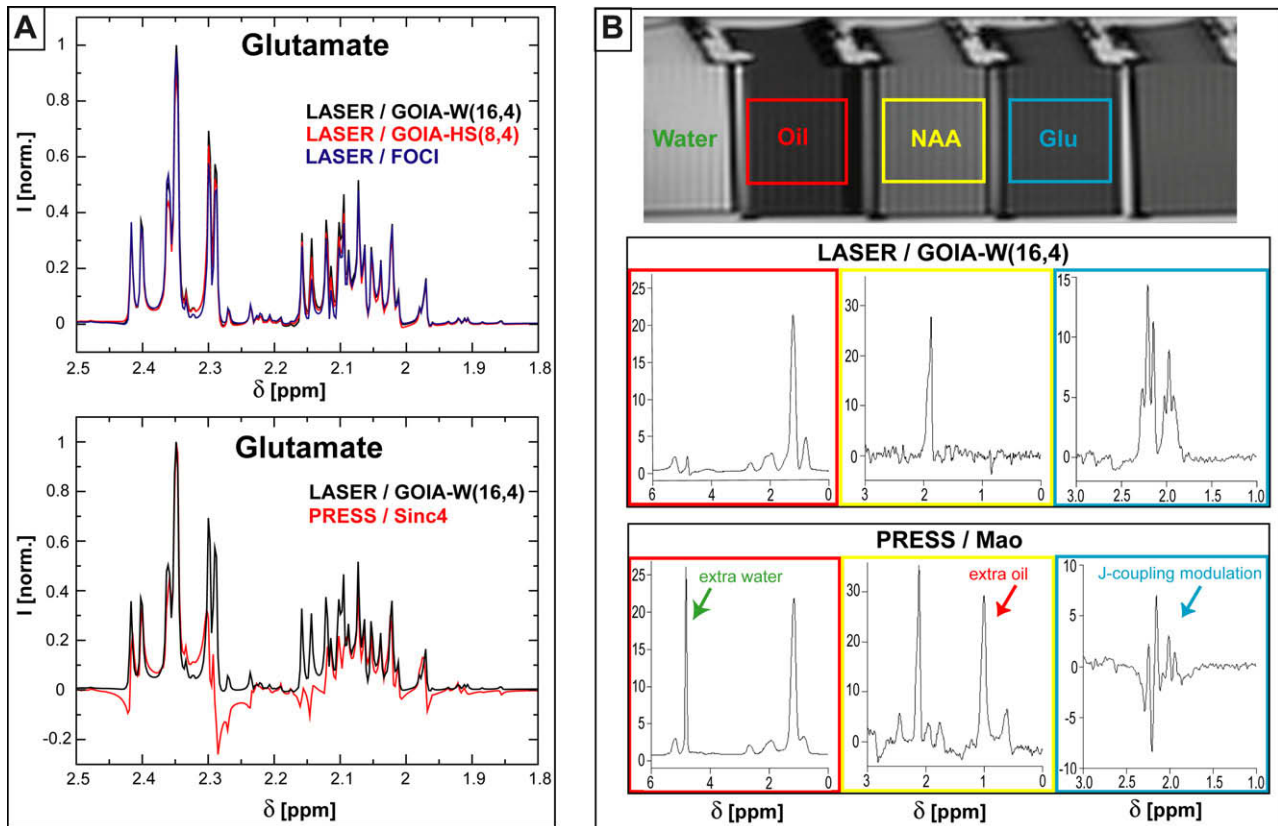 A
Glutamate
LASER / GOIA-W(16,4)
LASER / GOIA-HS(8,4)
LASER / FOCI
I [norm.]
1
0.8
0.6
0.4
0.2
0
2.5 2.4 2.3 2.2 2.1 2 1.9 1.8
δ [ppm]
Glutamate
LASER / GOIA-W(16,4)
PRESS / Sinc4
I [norm.]
1
0.8
0.6
0.4
0.2
0
-0.2
2.5 2.4 2.3 2.2 2.1 2 1.9 1.8
δ [ppm]
B
Water Oil NAA Glu
LASER / GOIA-W(16,4)
25
20
15
10
5
0
6 4 2 0
30
20
10
0
3 2 1 0
15
10
5
0
3.0 2.5 2.0 1.5 1.0
PRESS / Mao
extra water
25
20
15
10
5
0
6 4 2 0
δ [ppm]
extra oil
30
20
10
0
3 2 1 0
δ [ppm]
J-coupling modulation
10
5
0
-5
-10
3.0 2.5 2.0 1.5 1.0
δ [ppm]